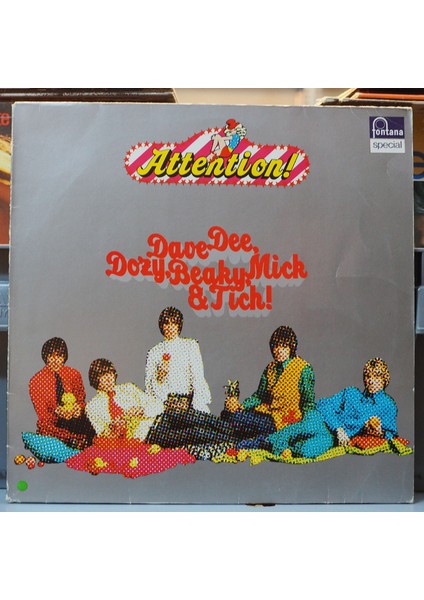 fontana
special
Attention!
Dave Dee,
Dozy, Beaky, Mick
& Tich!